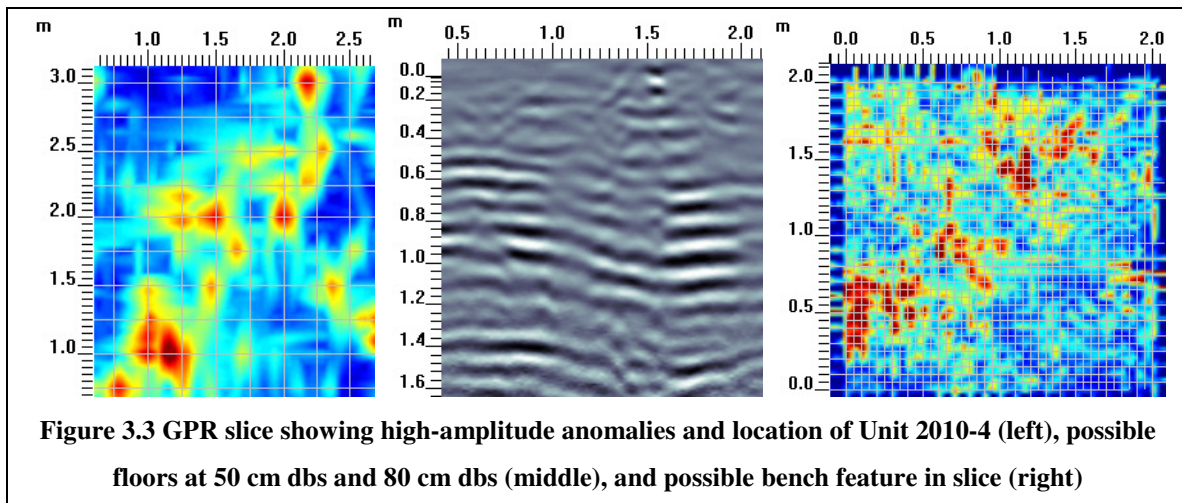 m
1.0 1.5 2.0 2.5
3.0
2.5
2.0
1.5
1.0
m
0.5 1.0 1.5 2.0
0.0
0.2
0.4
0.6
0.8
1.0
1.2
1.4
1.6
m
0.0 0.5 1.0 1.5 2.0
2.0
1.5
1.0
0.5
0.0
Figure 3.3 GPR slice showing high-amplitude anomalies and location of Unit 2010-4 (left), possible
floors at 50 cm dbs and 80 cm dbs (middle), and possible bench feature in slice (right)